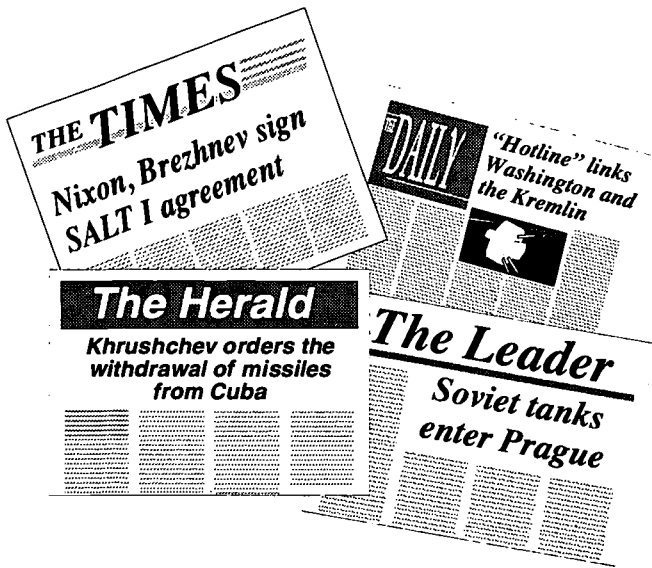 THE TIMES
Nixon, Brezhnev sign
SALT I agreement
THE DAILY
“Hotline” links
Washington and
the Kremlin
The Herald
Khrushchev orders the
withdrawal of missiles
from Cuba
The Leader
Soviet tanks
enter Prague